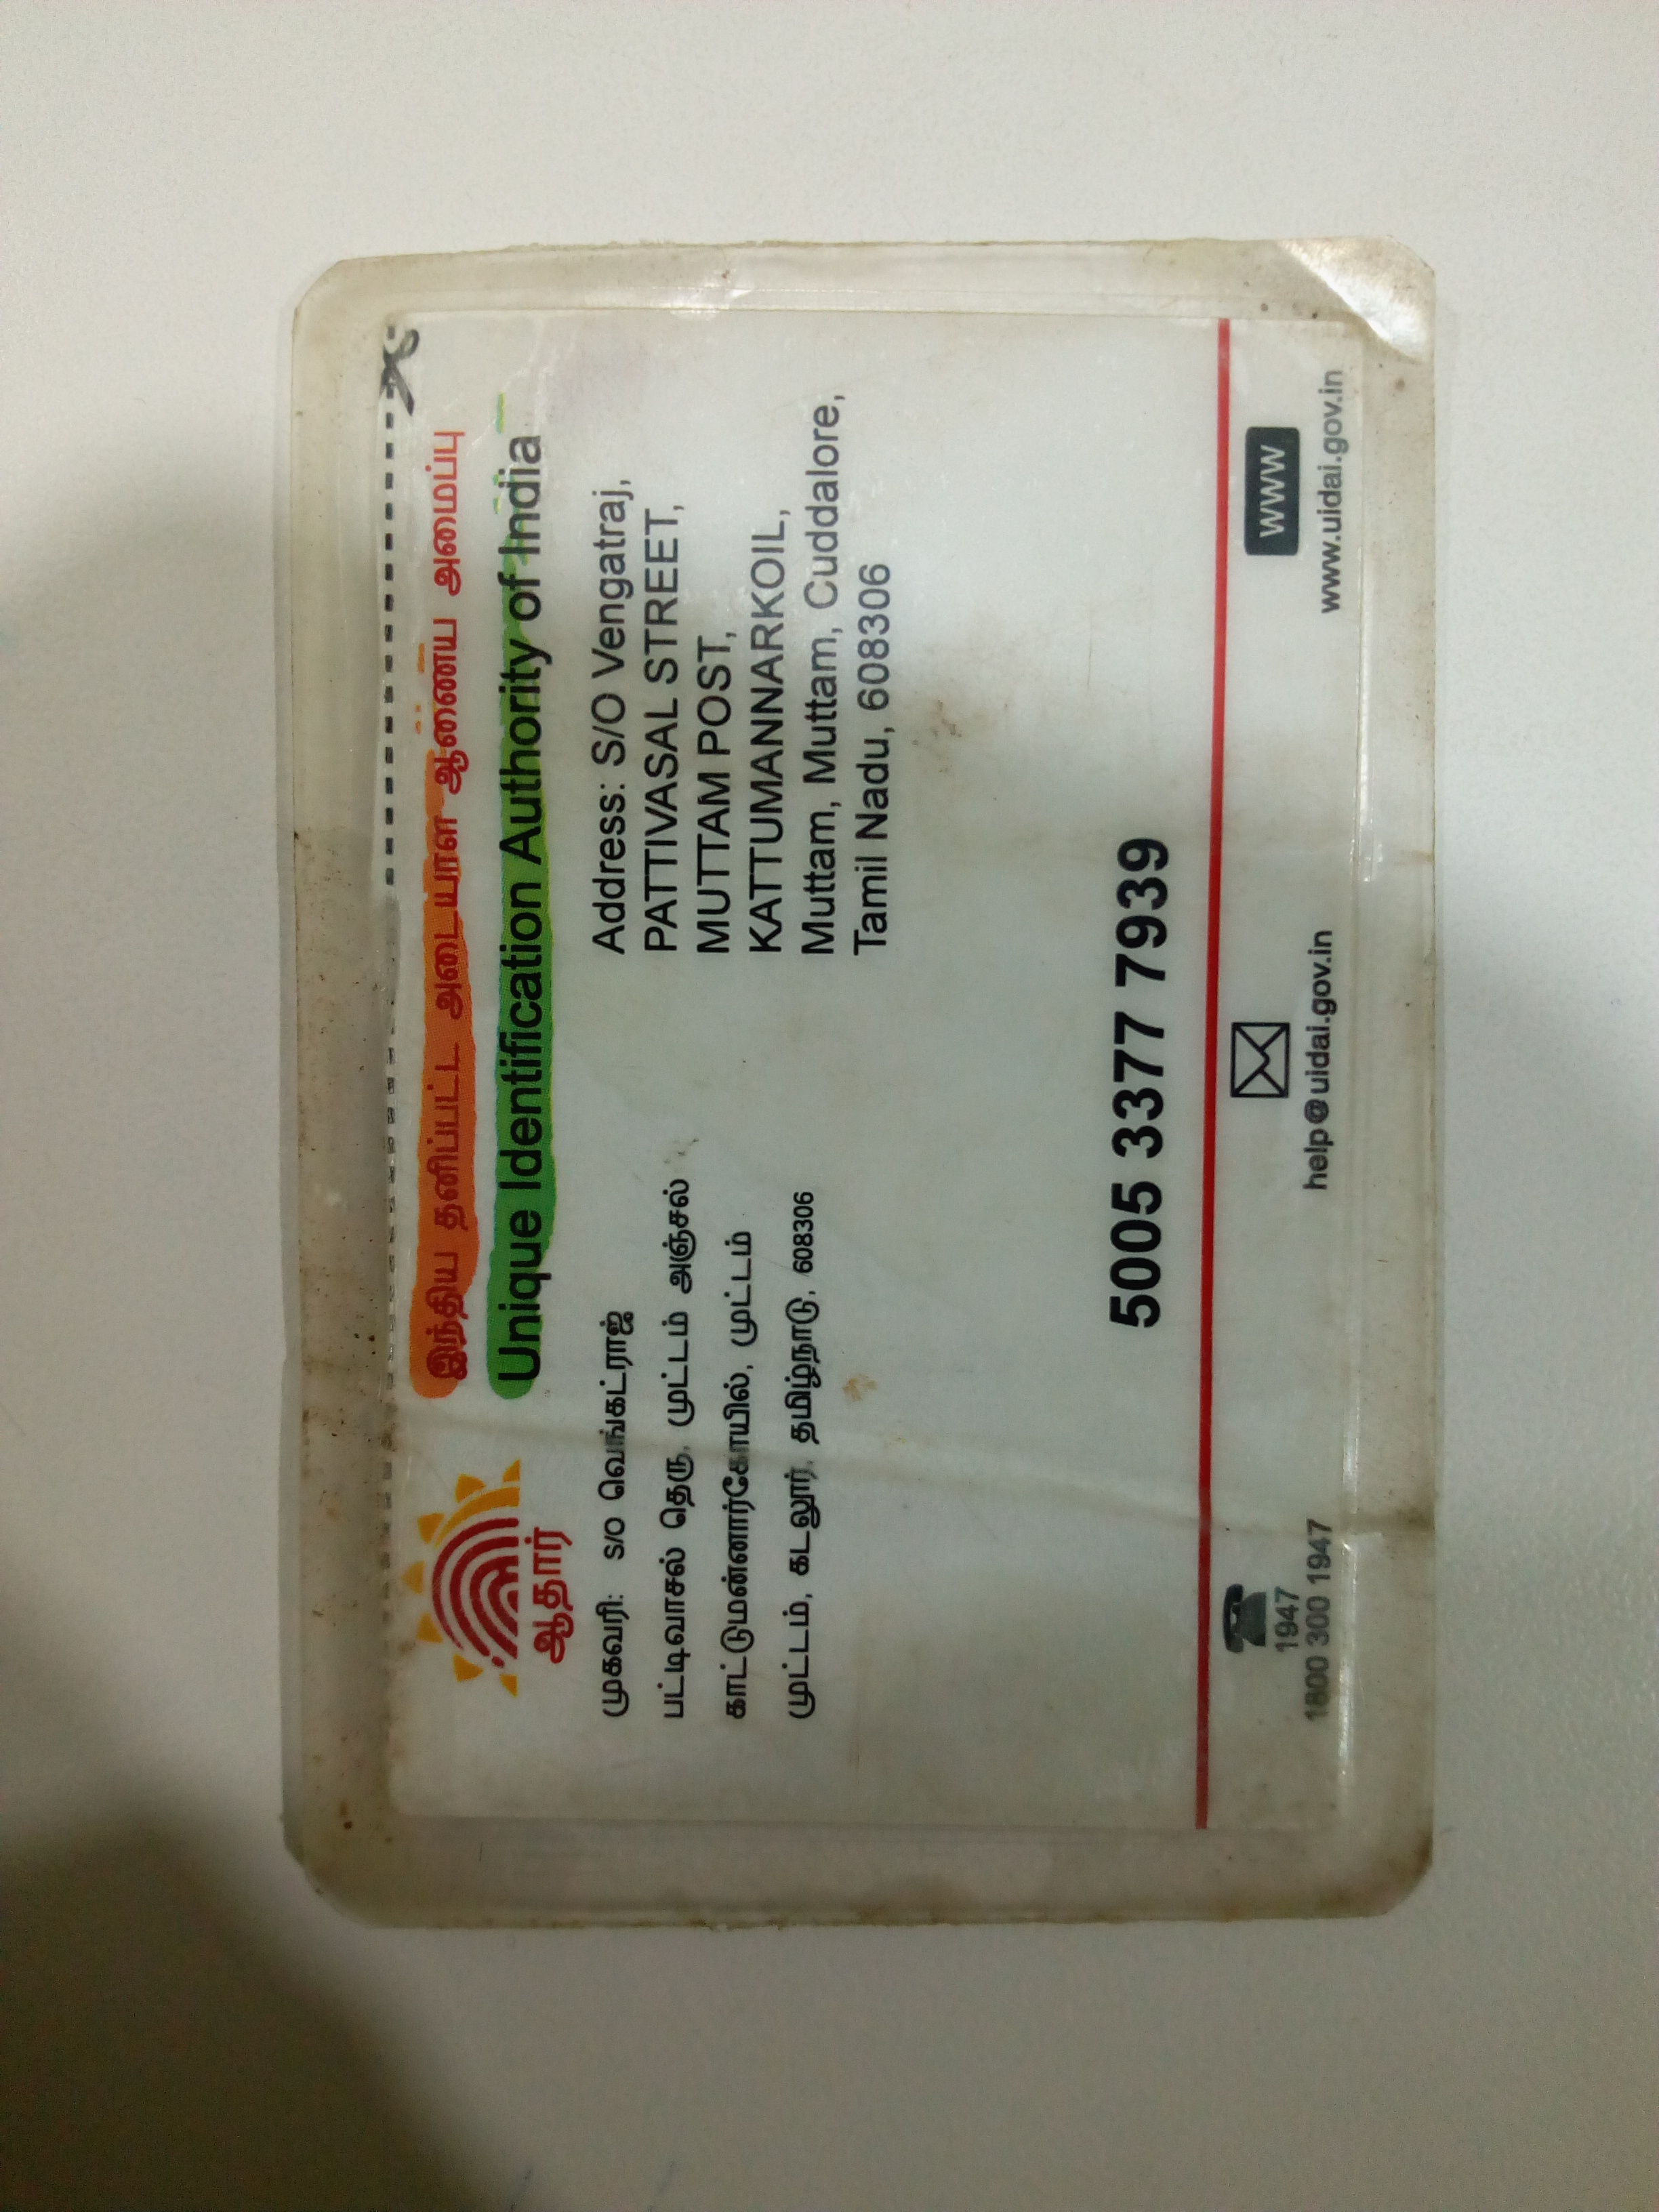 ஆதார்
இந்திய தனிப்பட்ட அடையாள ஆணைய அமைப்பு
Unique Identification Authority of India
முகவரி: S/O வெங்கட்ராஜ்
பட்டிவாசல் தெரு, முட்டம் அஞ்சல்
காட்டுமன்னார்கோயில், முட்டம்
முட்டம், கடலூர், தமிழ்நாடு, 608306
Address: S/O Vengatraj,
PATTIVASAL STREET,
MUTTAM POST,
KATTUMANNARKOIL,
Muttam, Muttam, Cuddalore,
Tamil Nadu, 608306
5005 3377 7939
1947
1800 300 1947
help@uidai.gov.in
WWW
www.uidai.gov.in